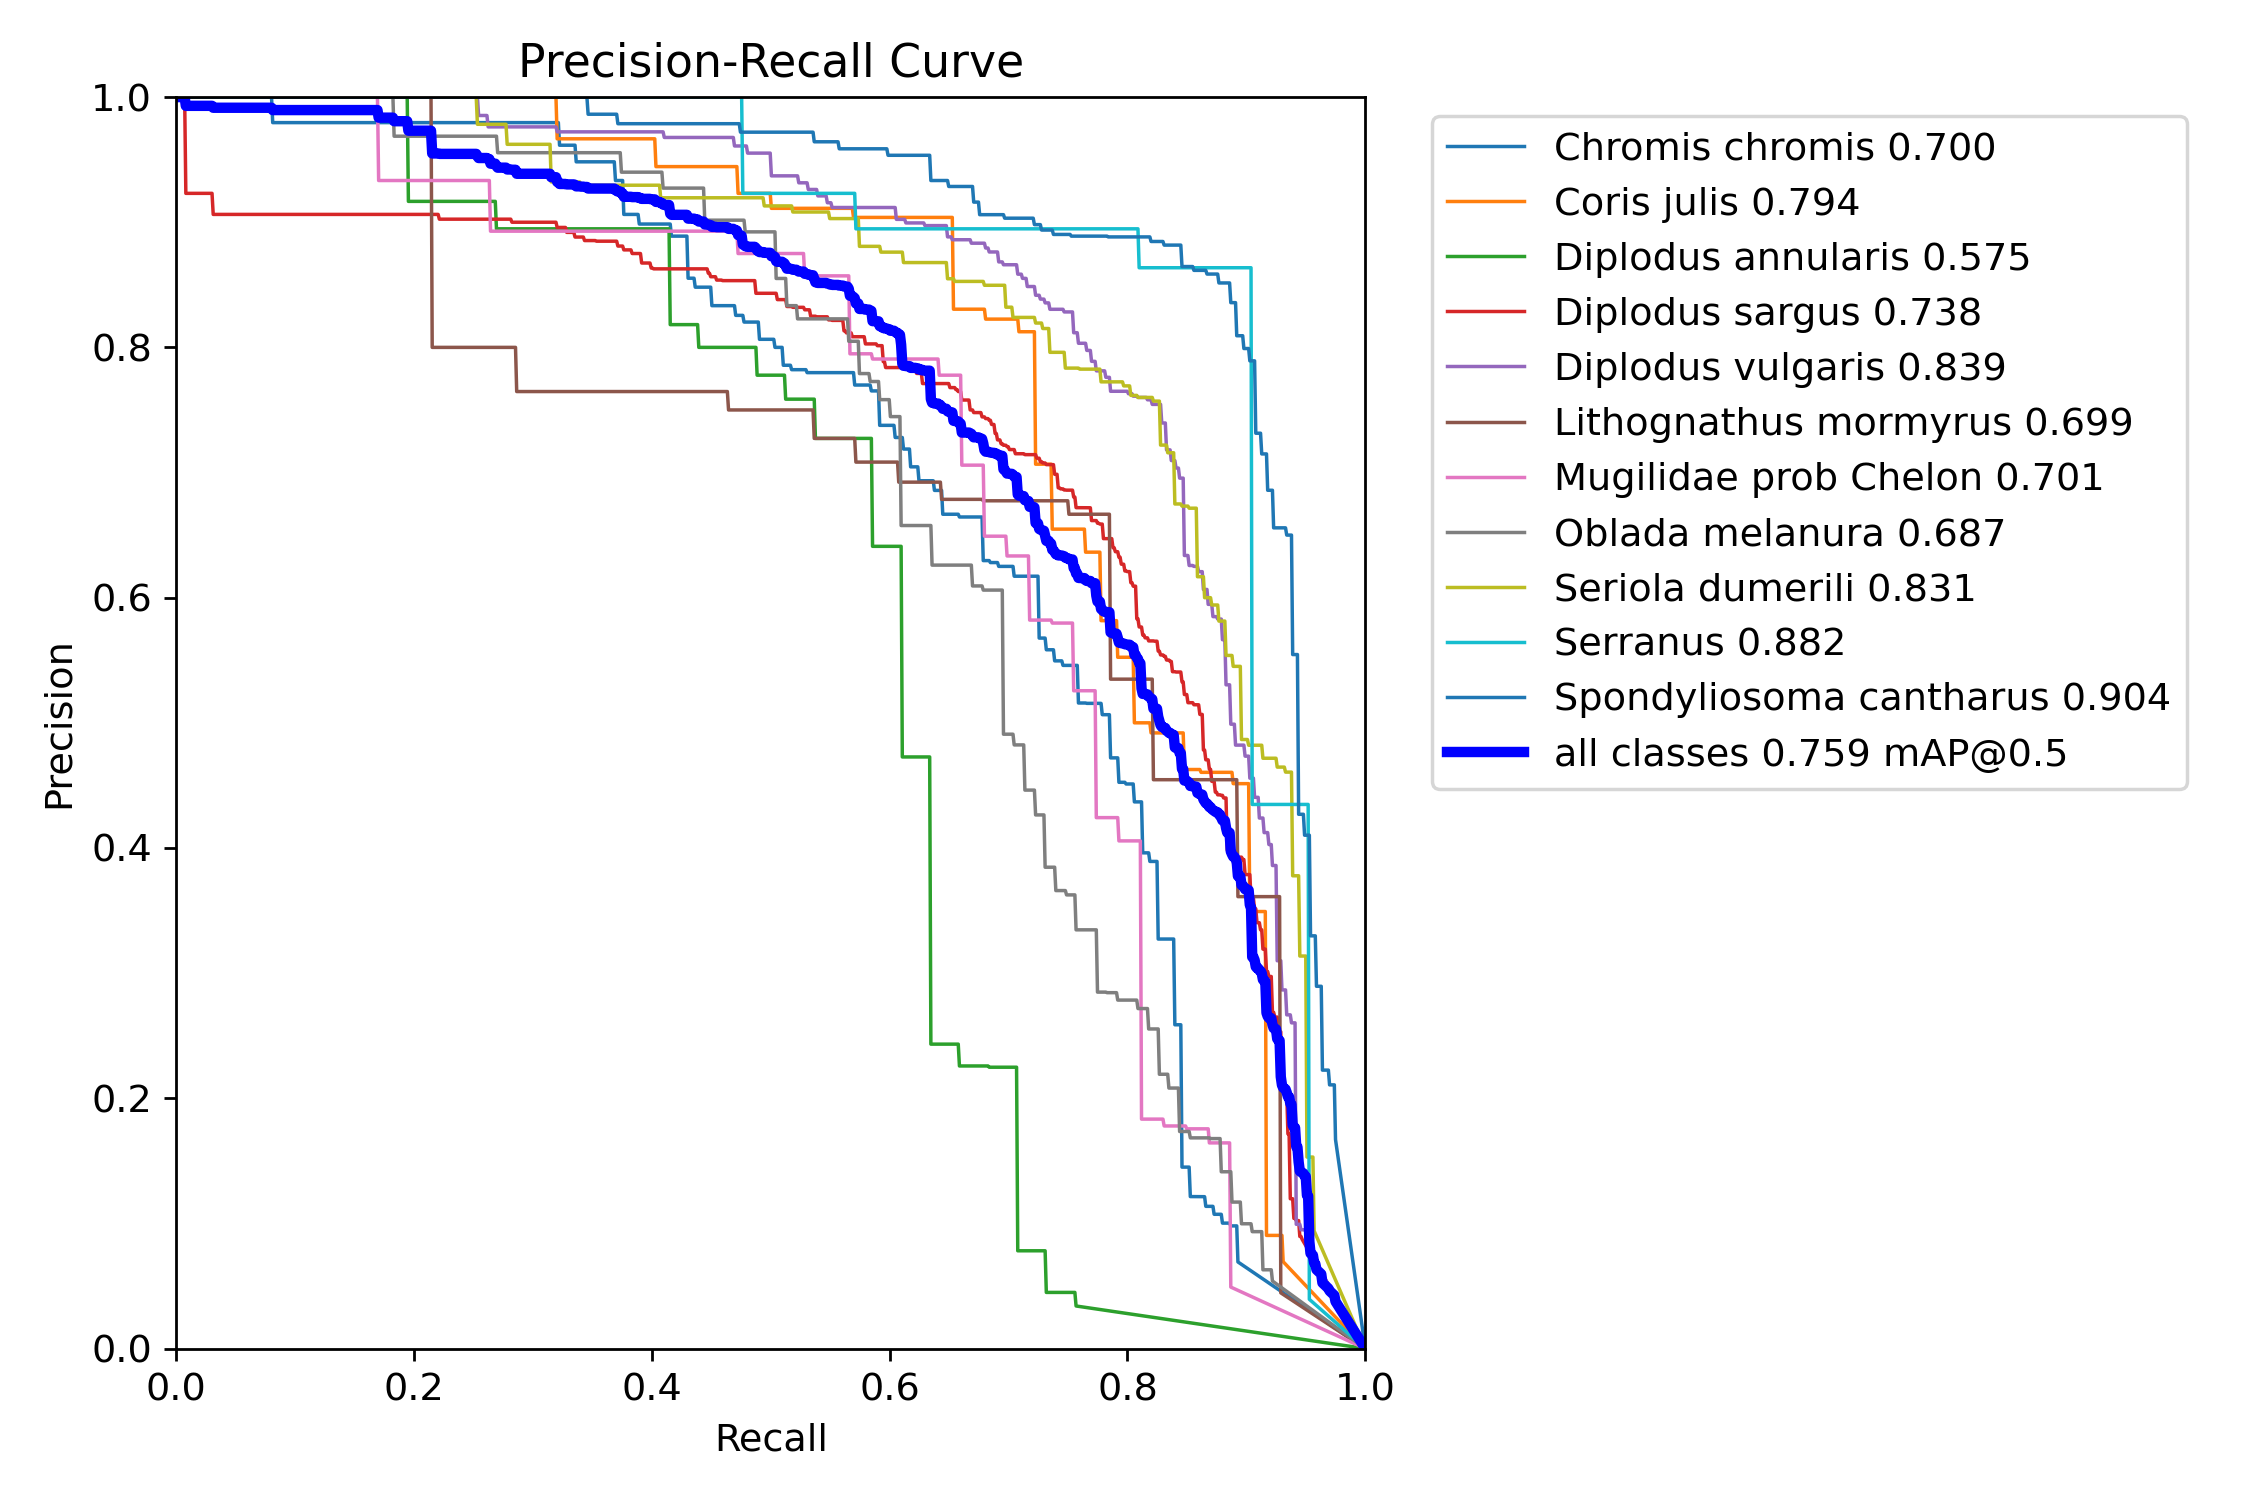 Precision-Recall Curve
1.0
0.8
0.6
0.4
0.2
0.0
Precision
0.0 0.2 0.4 0.6 0.8 1.0
Recall
Chromis chromis 0.700
Coris julis 0.794
Diplodus annularis 0.575
Diplodus sargus 0.738
Diplodus vulgaris 0.839
Lithognathus mormyrus 0.699
Mugilidae prob Chelon 0.701
Oblada melanura 0.687
Seriola dumerili 0.831
Serranus 0.882
Spondyliosoma cantharus 0.904
all classes 0.759 mAP@0.5